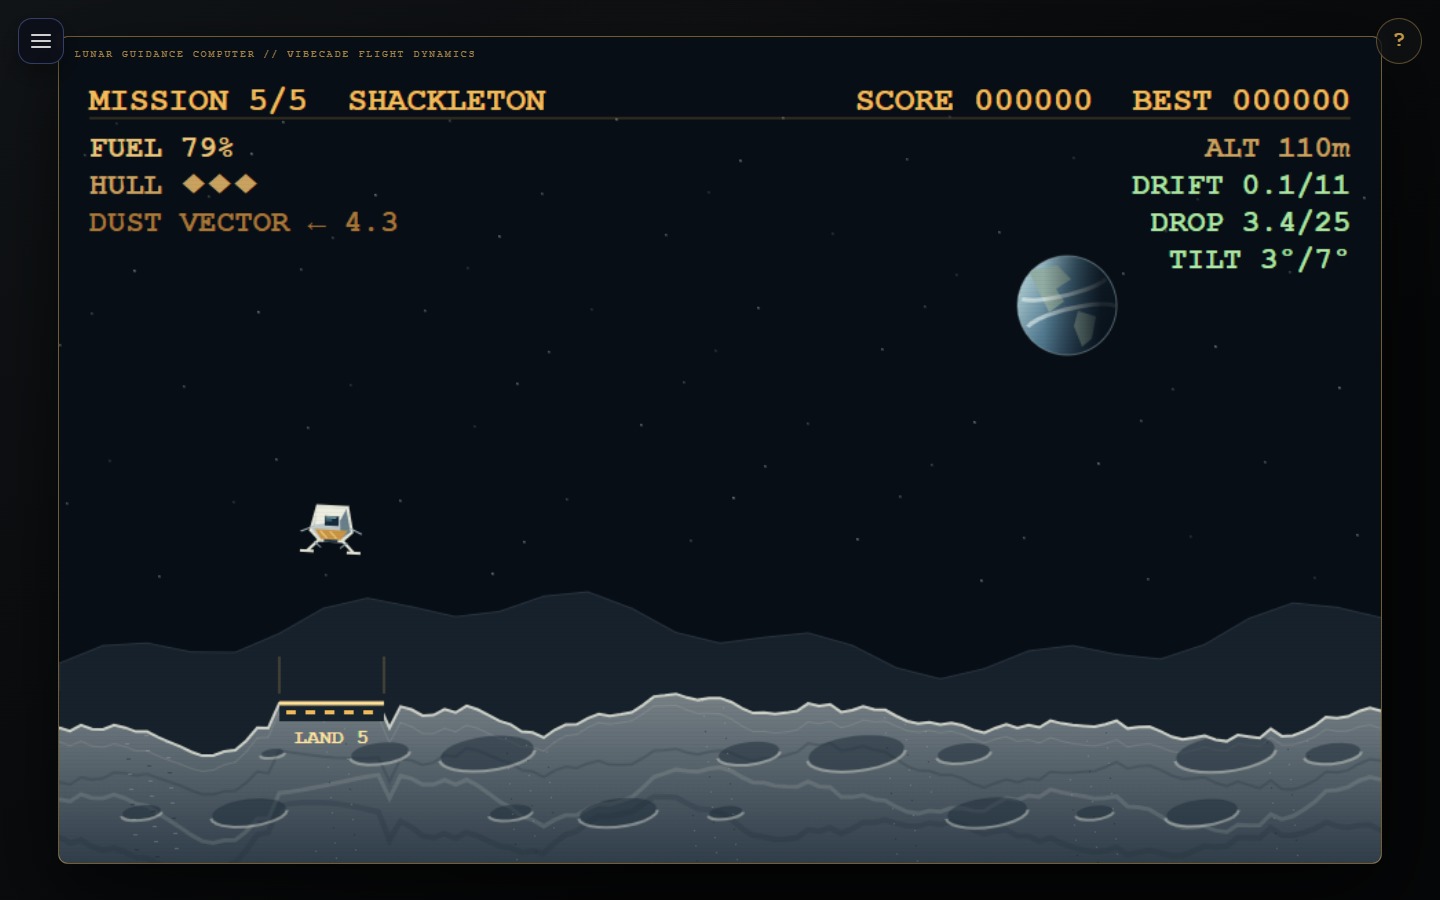 ?
LUNAR GUIDANCE COMPUTER // VIBECADE FLIGHT DYNAMICS
MISSION 5/5 SHACKLETON SCORE 000000 BEST 000000
FUEL 79% ALT 110m
HULL ◆◆◆ DRIFT 0.1/11
DUST VECTOR ← 4.3 DROP 3.4/25
TILT 3°/7°
LAND 5